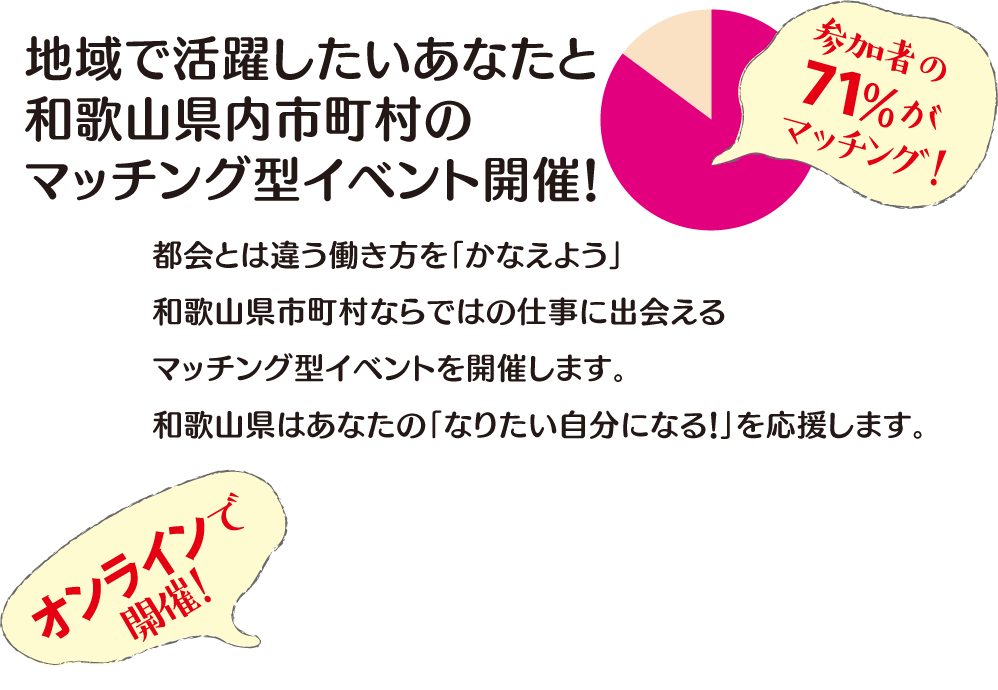 地域で活躍したいあなたと
和歌山県内市町村の
マッチング型イベント開催!
参加者の
71%が
マッチング!
都会とは違う働き方を「かなえよう」
和歌山県市町村ならではの仕事に出会える
マッチング型イベントを開催します。
和歌山県はあなたの「なりたい自分になる!」を応援します。
オンラインで
開催!